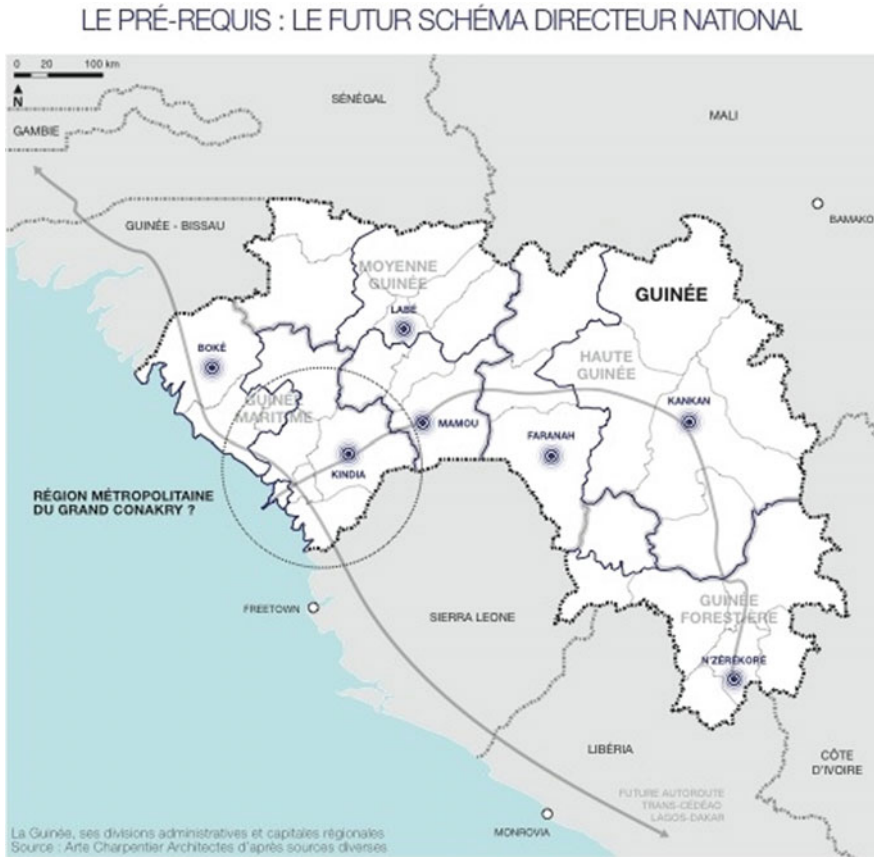 LE PRÉ-REQUIS : LE FUTUR SCHÉMA DIRECTEUR NATIONAL
0 20 100 km
N
SÉNÉGAL
MALI
GAMBIE
BAMAKO
GUINÉE - BISSAU
MOYENNE
GUINÉE
GUINÉE
LABÉ
BOKÉ
HAUTE
GUINÉE
GUINÉE
MARITIME
KANKAN
MAMOU
FARANAH
KINDIA
RÉGION MÉTROPOLITAINE
DU GRAND CONAKRY ?
FREETOWN
SIERRA LEONE
GUINÉE
FORESTIÈRE
N'ZÉRÉKORÉ
LIBÉRIA
CÔTE
D'IVOIRE
FUTURE AUTOROUTE
TRANS-CÉDÉAO
LAGOS-DAKAR
MONROVIA
La Guinée, ses divisions administratives et capitales régionales
Source : Arte Charpentier Architectes d'après sources diverses